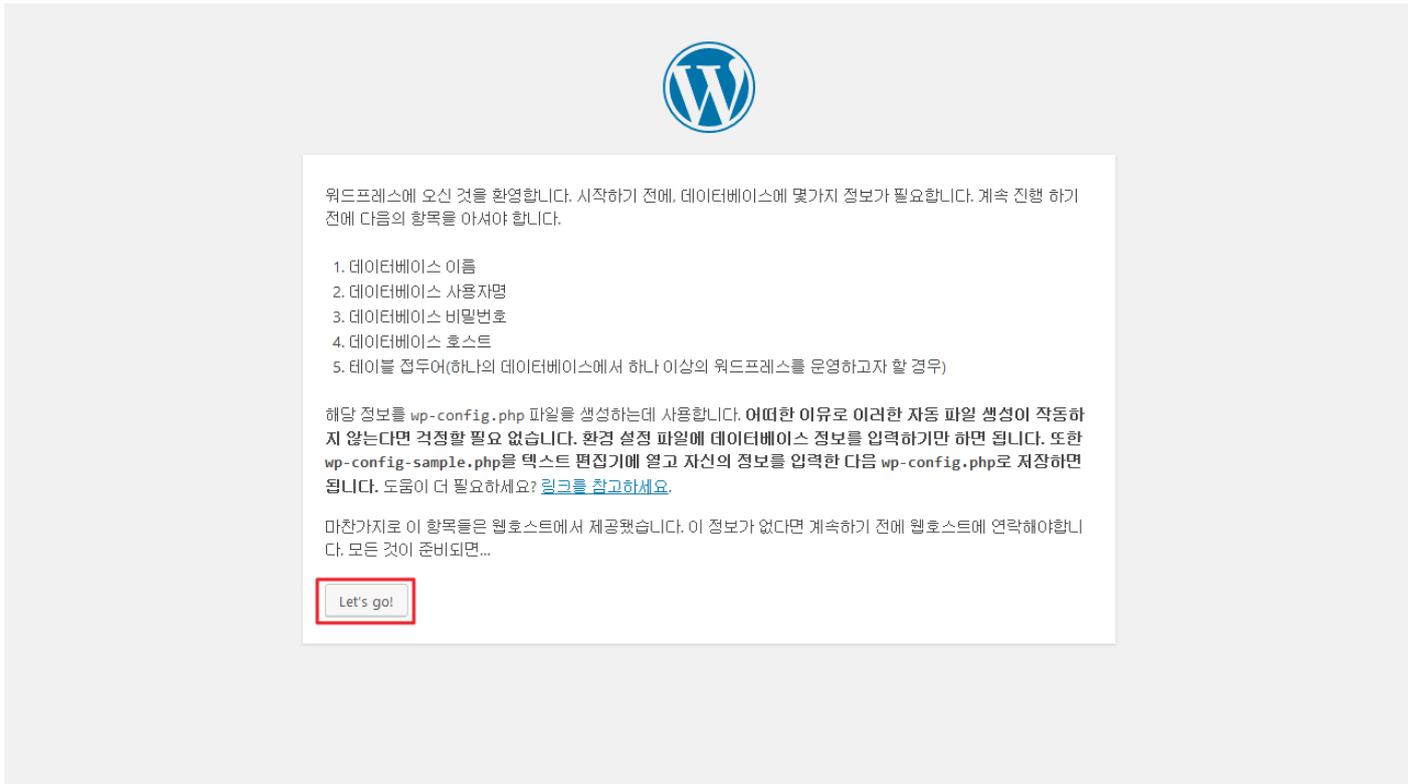 워드프레스에 오신 것을 환영합니다. 시작하기 전에, 데이터베이스에 몇가지 정보가 필요합니다. 계속 진행 하기
전에 다음의 항목을 아셔야 합니다.
1. 데이터베이스 이름
2. 데이터베이스 사용자명
3. 데이터베이스 비밀번호
4. 데이터베이스 호스트
5. 테이블 접두어(하나의 데이터베이스에서 하나 이상의 워드프레스를 운영하고자 할 경우)
해당 정보를 wp-config.php 파일을 생성하는데 사용합니다. 어떠한 이유로 이러한 자동 파일 생성이 작동하
지 않는다면 걱정할 필요 없습니다. 환경 설정 파일에 데이터베이스 정보를 입력하기만 하면 됩니다. 또한
wp-config-sample.php을 텍스트 편집기에 열고 자신의 정보를 입력한 다음 wp-config.php로 저장하면
됩니다. 도움이 더 필요하세요? 링크를 참고하세요.
마찬가지로 이 항목들은 웹호스트에서 제공됐습니다. 이 정보가 없다면 계속하기 전에 웹호스트에 연락해야합니
다. 모든 것이 준비되면...
Let's go!